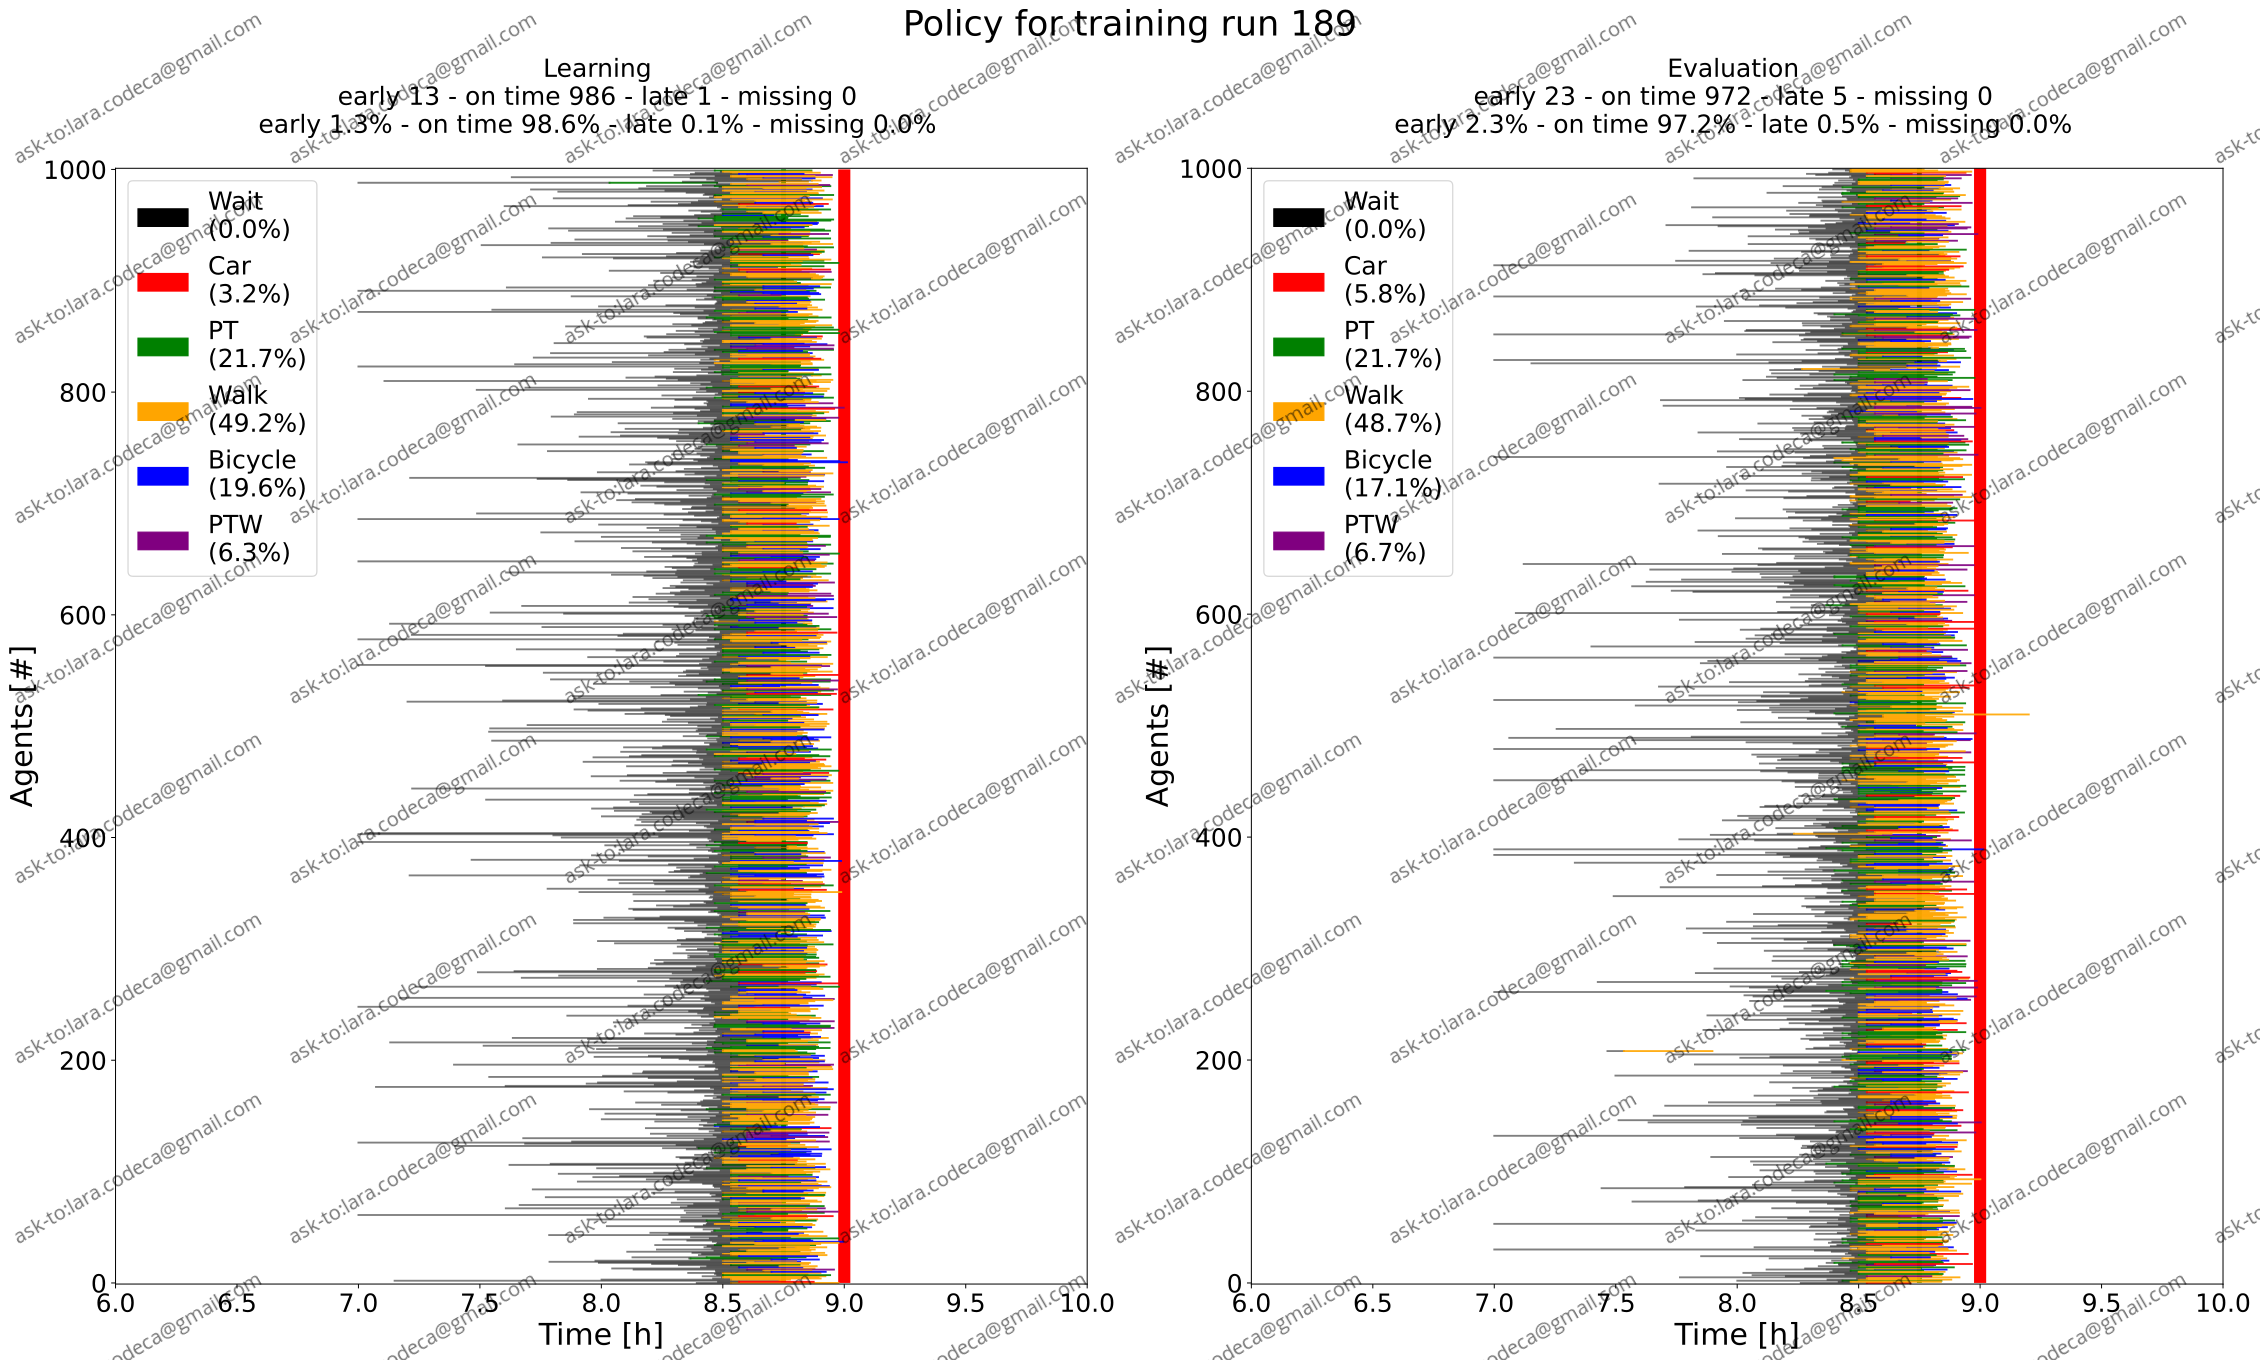 Policy for training run 189
Learning
early 13 - on time 986 - late 1 - missing 0
early 1.3% - on time 98.6% - late 0.1% - missing 0.0%
1000
800
600
400
200
0
Agents [#]
Wait
(0.0%)
Car
(3.2%)
PT
(21.7%)
Walk
(49.2%)
Bicycle
(19.6%)
PTW
(6.3%)
6.0 6.5 7.0 7.5 8.0 8.5 9.0 9.5 10.0
Time [h]
Evaluation
early 23 - on time 972 - late 5 - missing 0
early 2.3% - on time 97.2% - late 0.5% - missing 0.0%
1000
800
600
400
200
0
Agents [#]
Wait
(0.0%)
Car
(5.8%)
PT
(21.7%)
Walk
(48.7%)
Bicycle
(17.1%)
PTW
(6.7%)
6.0 6.5 7.0 7.5 8.0 8.5 9.0 9.5 10.0
Time [h]
ask-to:lara.codeca@gmail.com